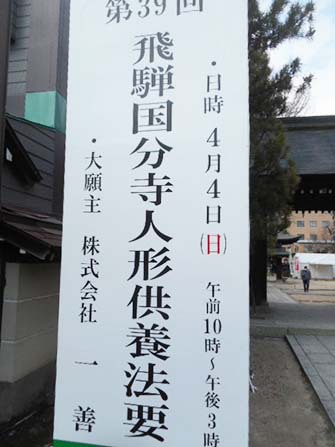 第39回
飛騨国分寺人形供養法要
・日時 4月4日(日) 午前10時～午後3時
・大願主 株式会社 一善